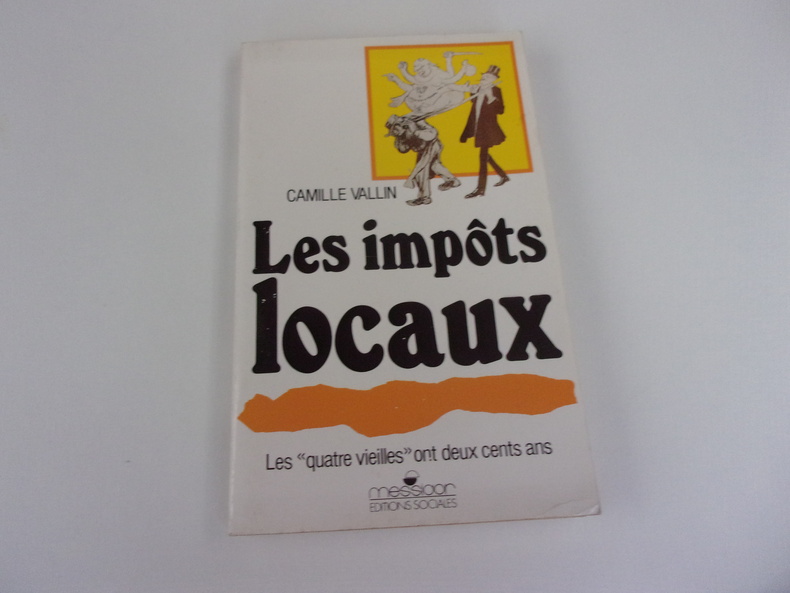 CAMILLE VALLIN
Les impôts
locaux
Les «quatre vieilles» ont deux cents ans
messidor
EDITIONS SOCIALES